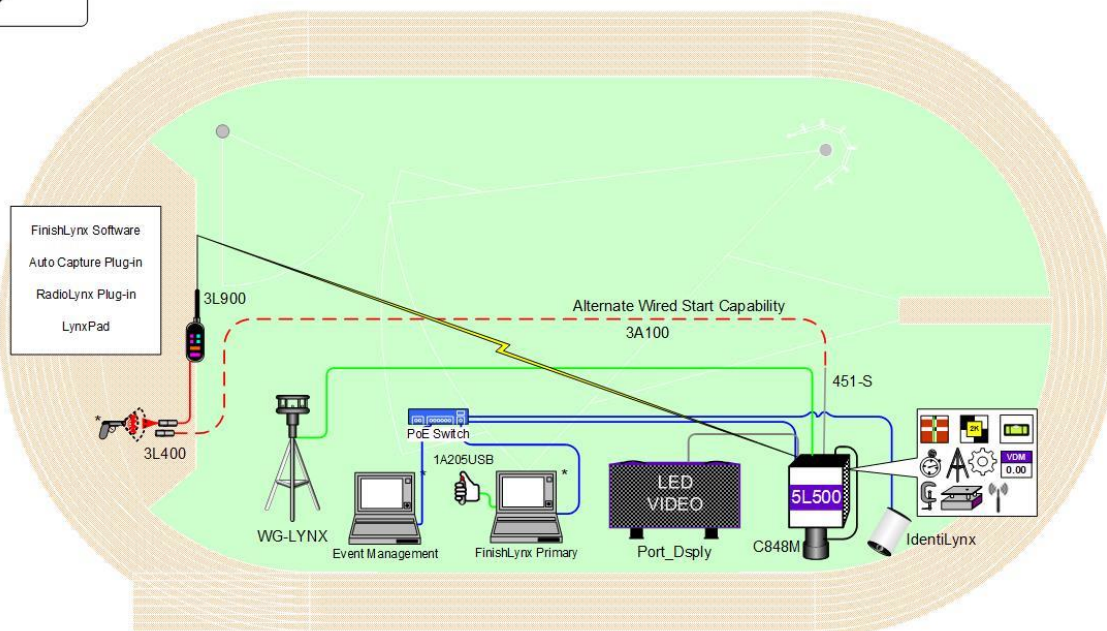 FinishLynx Software
Auto Capture Plug-in
RadioLynx Plug-in
LynxPad
3L900
Alternate Wired Start Capability
3A100
451-S
*
3L400
PoE Switch
1A205USB
*
*
WG-LYNX
Event Management
FinishLynx Primary
LED
VIDEO
Port_Dsply
5L500
C848M
IdentiLynx
2K
VDM
0.00